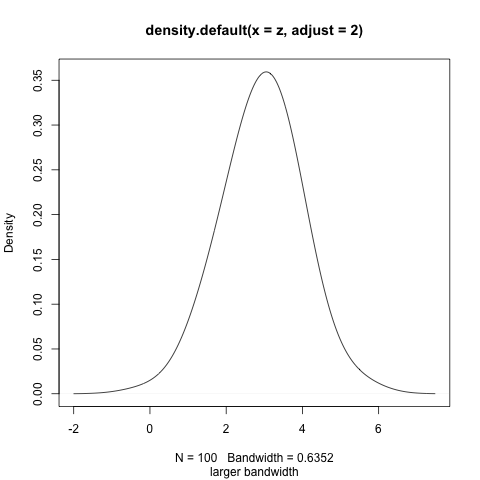 density.default(x = z, adjust = 2)
Density
0.35
0.30
0.25
0.20
0.15
0.10
0.05
0.00
-2 0 2 4 6
N = 100 Bandwidth = 0.6352
larger bandwidth